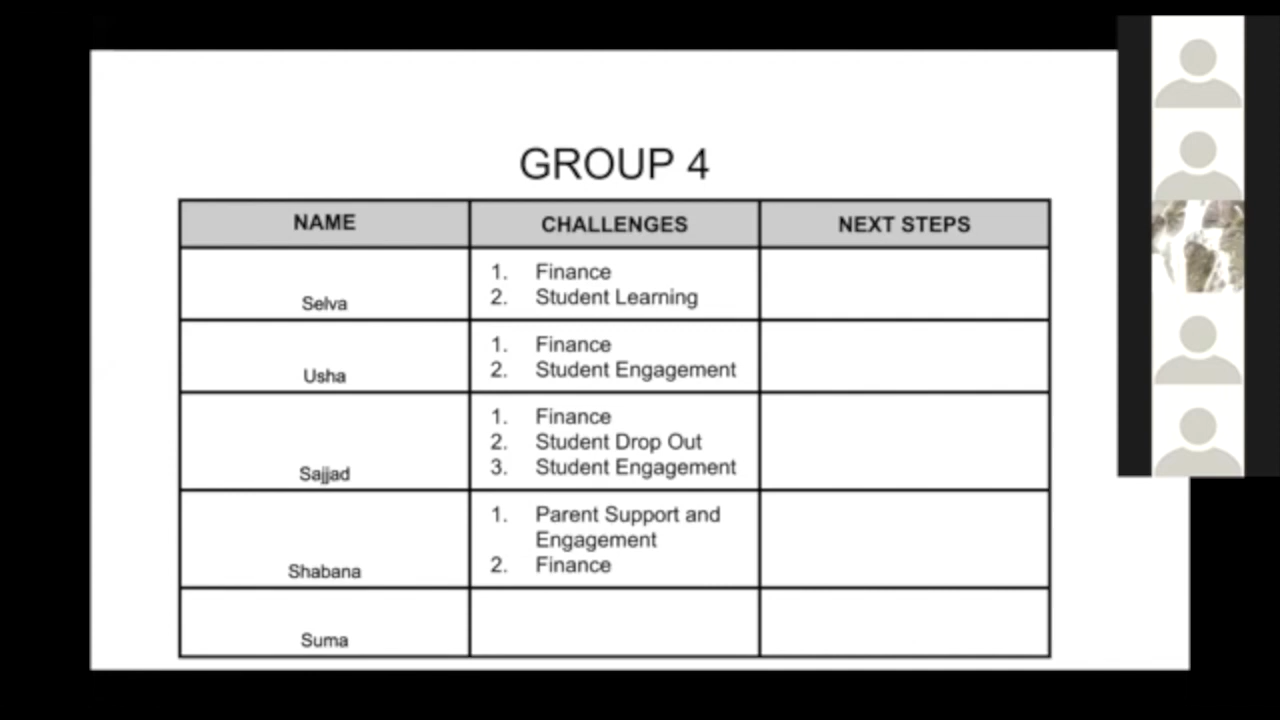 GROUP 4
NAME CHALLENGES NEXT STEPS
Selva
1. Finance
2. Student Learning
Usha
1. Finance
2. Student Engagement
Sajjad
1. Finance
2. Student Drop Out
3. Student Engagement
Shabana
1. Parent Support and
Engagement
2. Finance
Suma